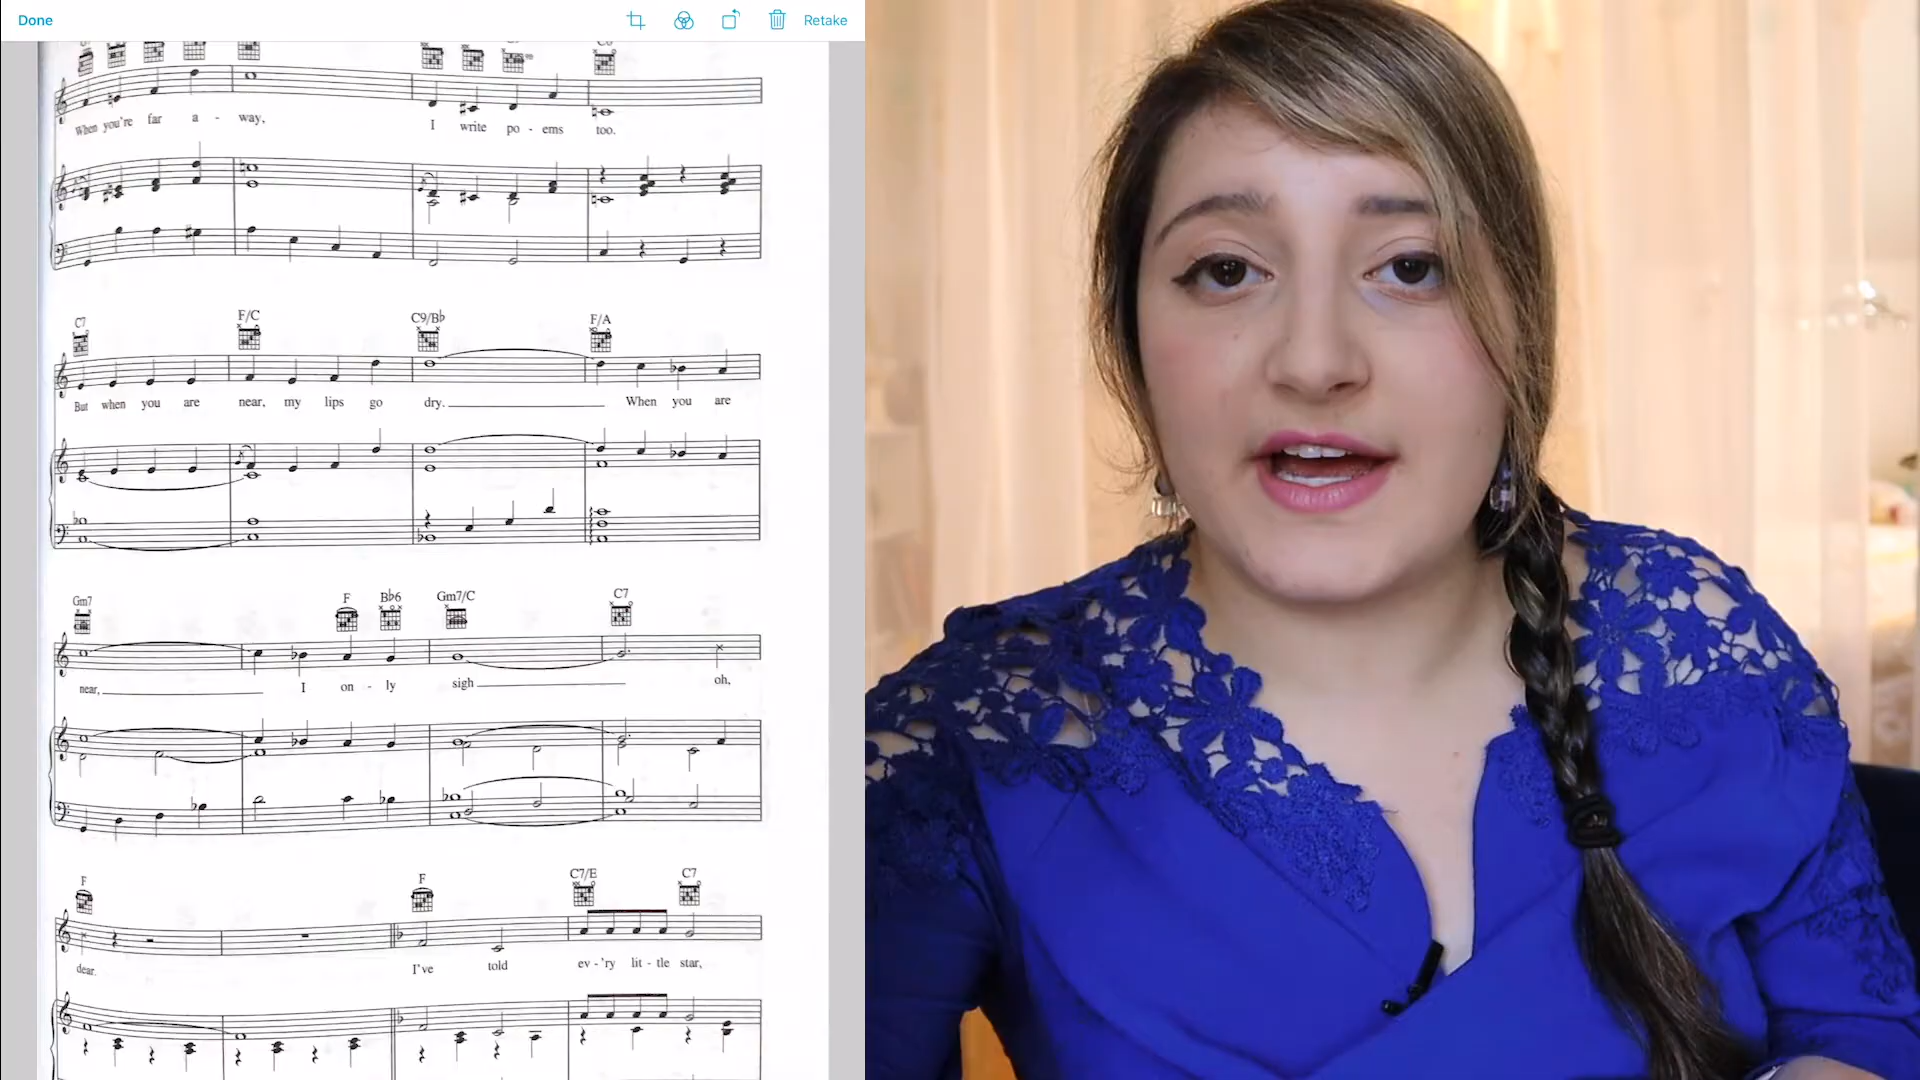 Done Retake
C6
When you're far a - way, I write po - ems too.
C7 F/C C9/B♭ F/A
But when you are near, my lips go dry. When you are
Gm7 F B♭6 Gm7/C C7
near, I on - ly sigh oh,
F F C7/E C7
dear. I've told ev - 'ry lit - tle star,